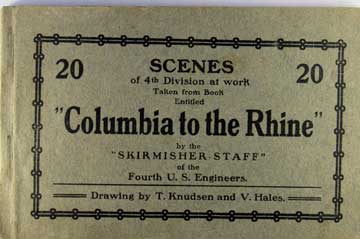 20 SCENES 20
of 4th Division at work
Taken from Book
Entitled
"Columbia to the Rhine"
by the
"SKIRMISHER STAFF"
of the
Fourth U. S. Engineers.
Drawing by T. Knudsen and V. Hales.